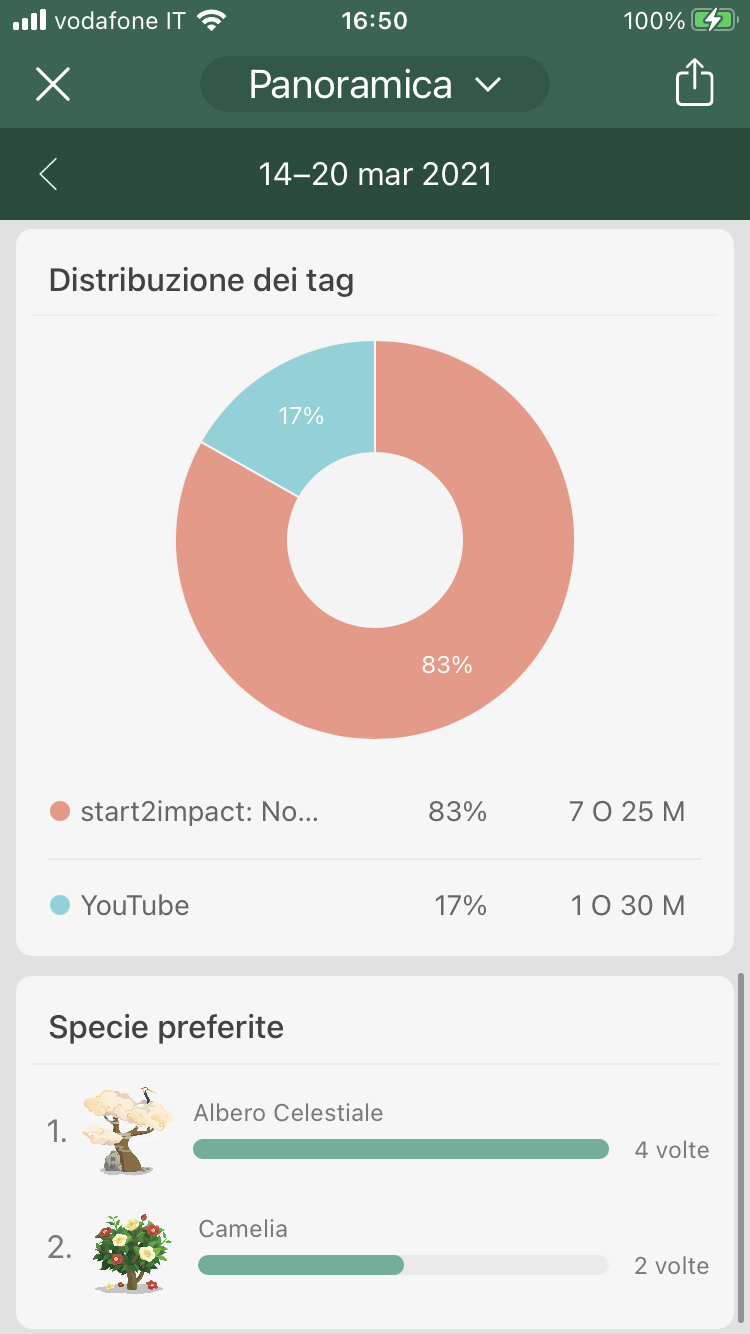 vodafone IT 16:50 100%
Panoramica
14–20 mar 2021
Distribuzione dei tag
17%
83%
start2impact: No... 83% 7 O 25 M
YouTube 17% 1 O 30 M
Specie preferite
1. Albero Celestiale
4 volte
2. Camelia
2 volte